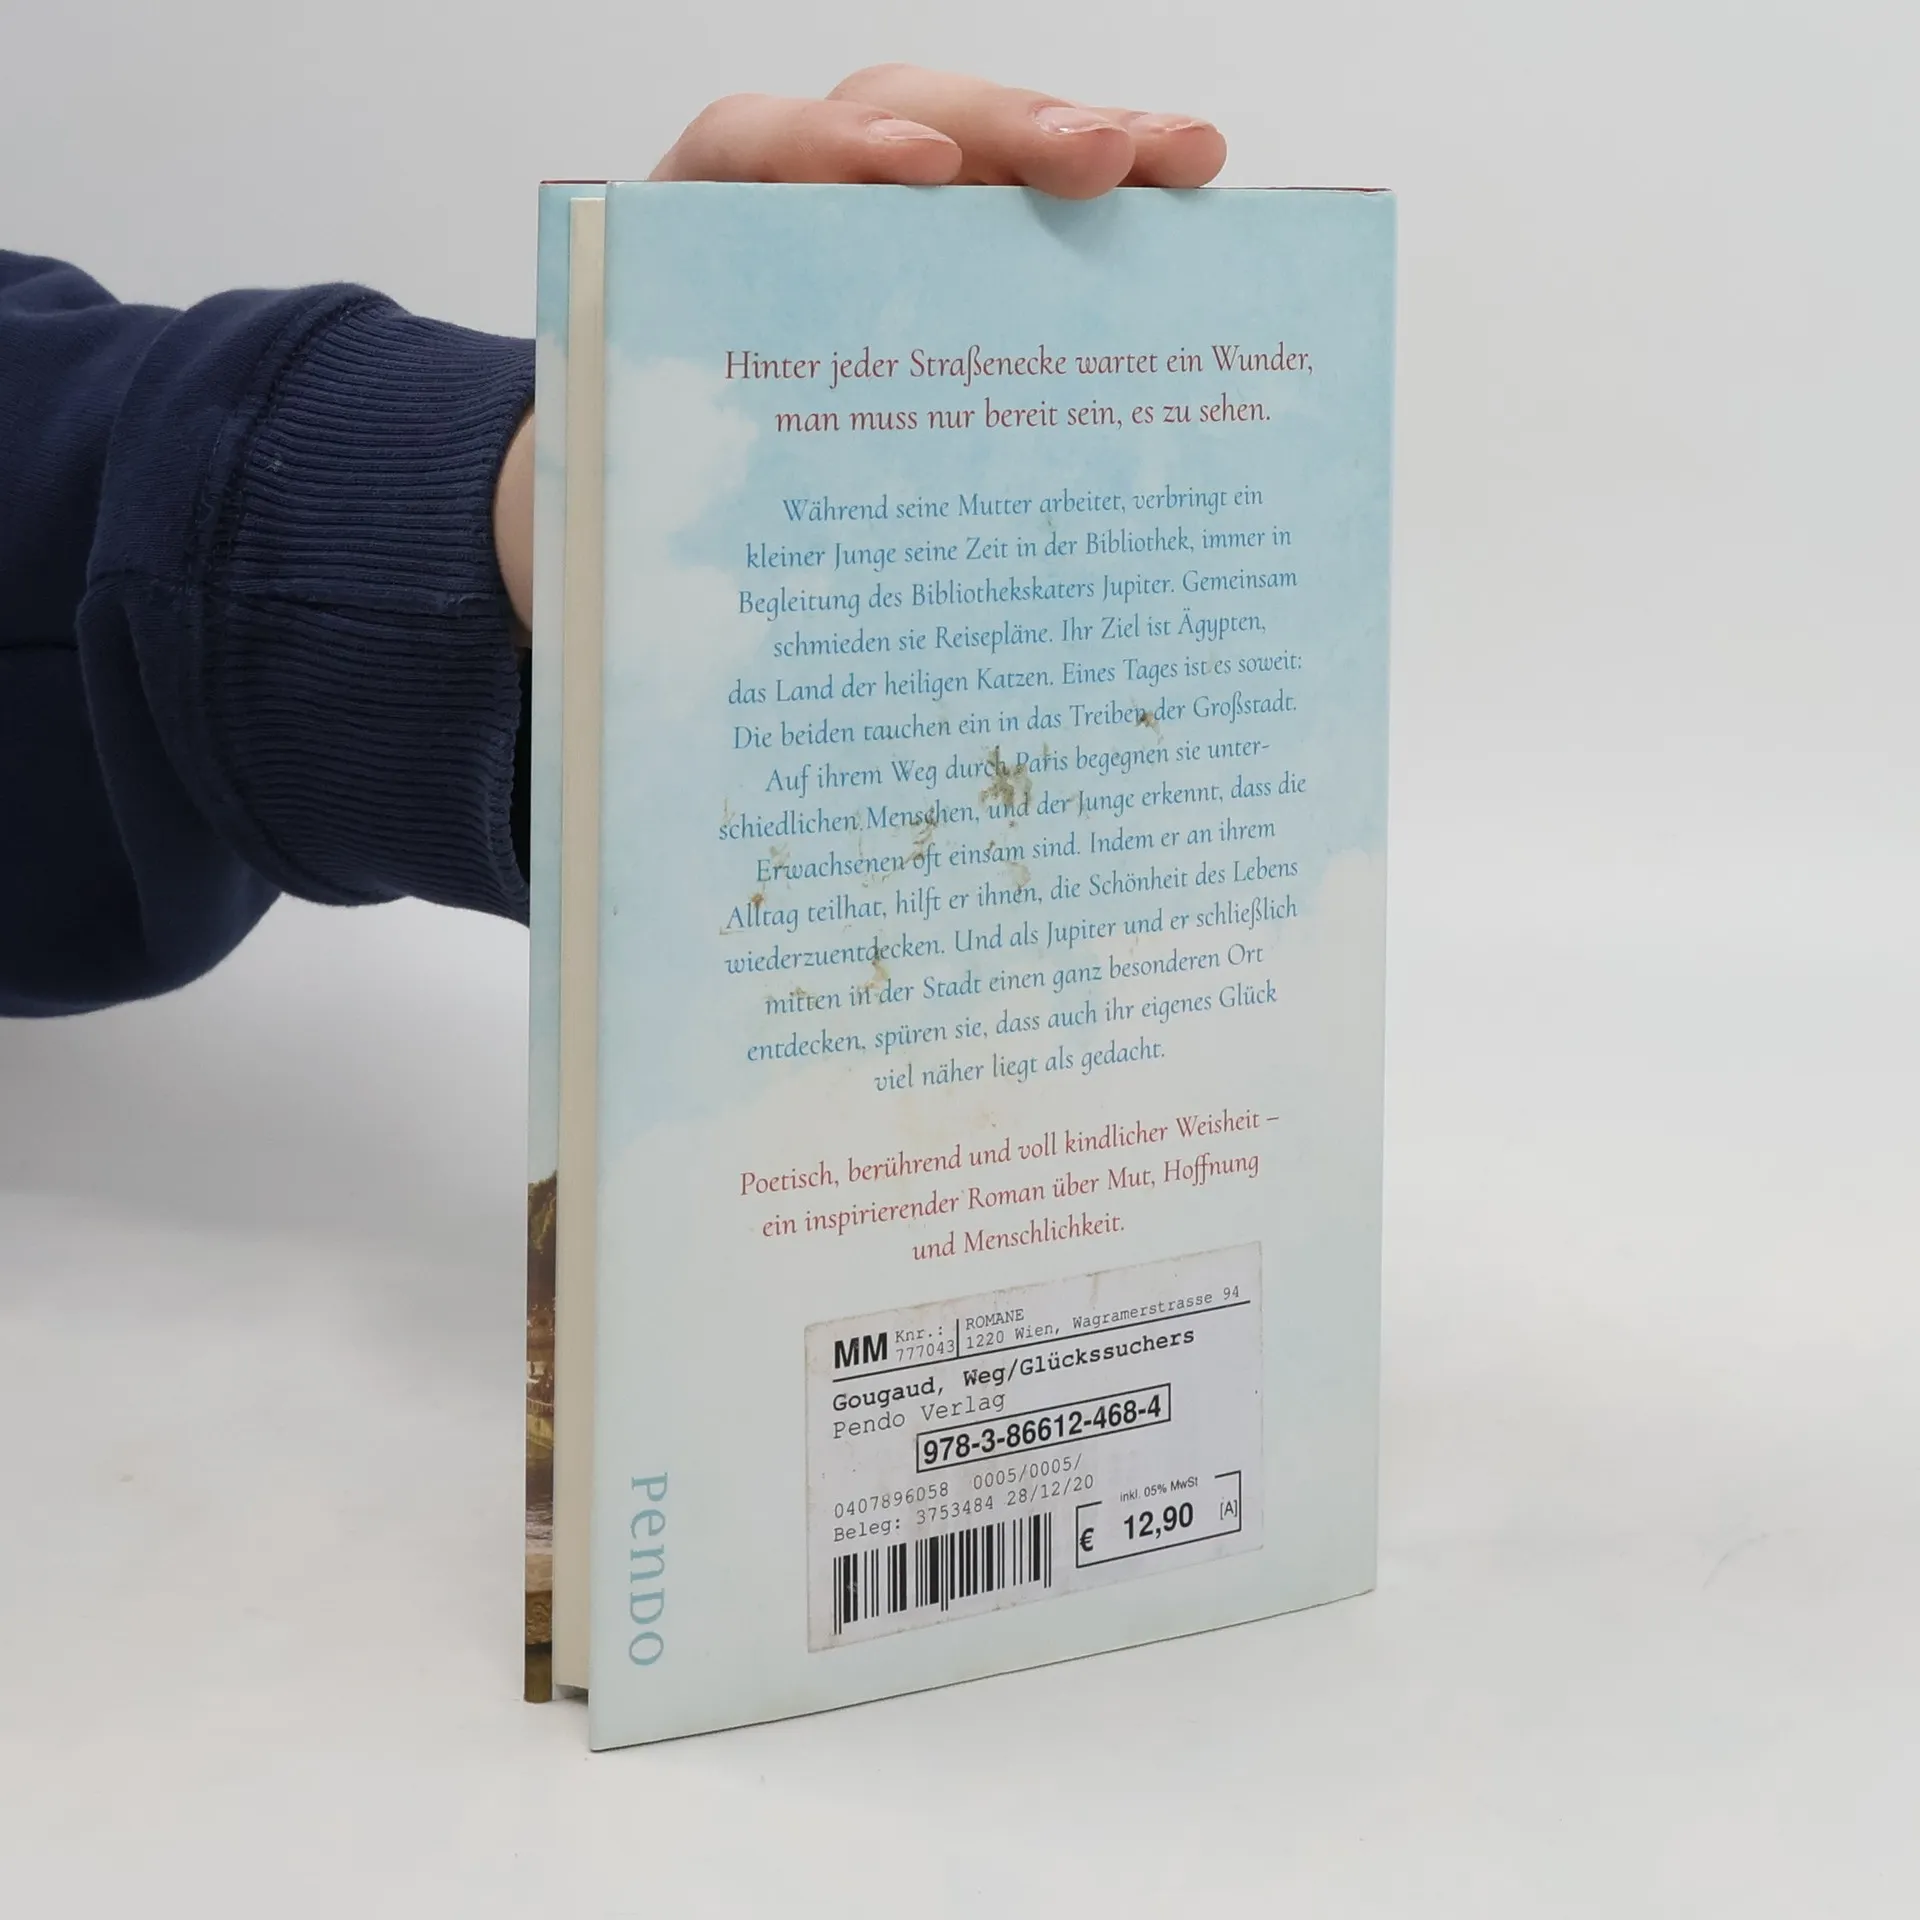 Hinter jeder Straßenecke wartet ein Wunder,
man muss nur bereit sein, es zu sehen.
Während seine Mutter arbeitet, verbringt ein
kleiner Junge seine Zeit in der Bibliothek, immer in
Begleitung des Bibliothekskaters Jupiter. Gemeinsam
schmieden sie Reisepläne. Ihr Ziel ist Ägypten,
das Land der heiligen Katzen. Eines Tages ist es soweit:
Die beiden tauchen ein in das Treiben der Großstadt.
Auf ihrem Weg durch Paris begegnen sie unter-
schiedlichen Menschen, und der Junge erkennt, dass die
Erwachsenen oft einsam sind. Indem er an ihrem
Alltag teilhat, hilft er ihnen, die Schönheit des Lebens
wiederzuentdecken. Und als Jupiter und er schließlich
mitten in der Stadt einen ganz besonderen Ort
entdecken, spüren sie, dass auch ihr eigenes Glück
viel näher liegt als gedacht.
Poetisch, berührend und voll kindlicher Weisheit –
ein inspirierender Roman über Mut, Hoffnung
und Menschlichkeit.
MM Knr.: ROMANE
777043 1220 Wien, Wagramerstrasse 94
Gougaud, Weg/Glückssuchers
Pendo Verlag
978-3-86612-468-4
0407896058 0005/0005/
Beleg: 3753484 28/12/20
inkl. 05% MwSt
€ 12,90 [A]
PENDO